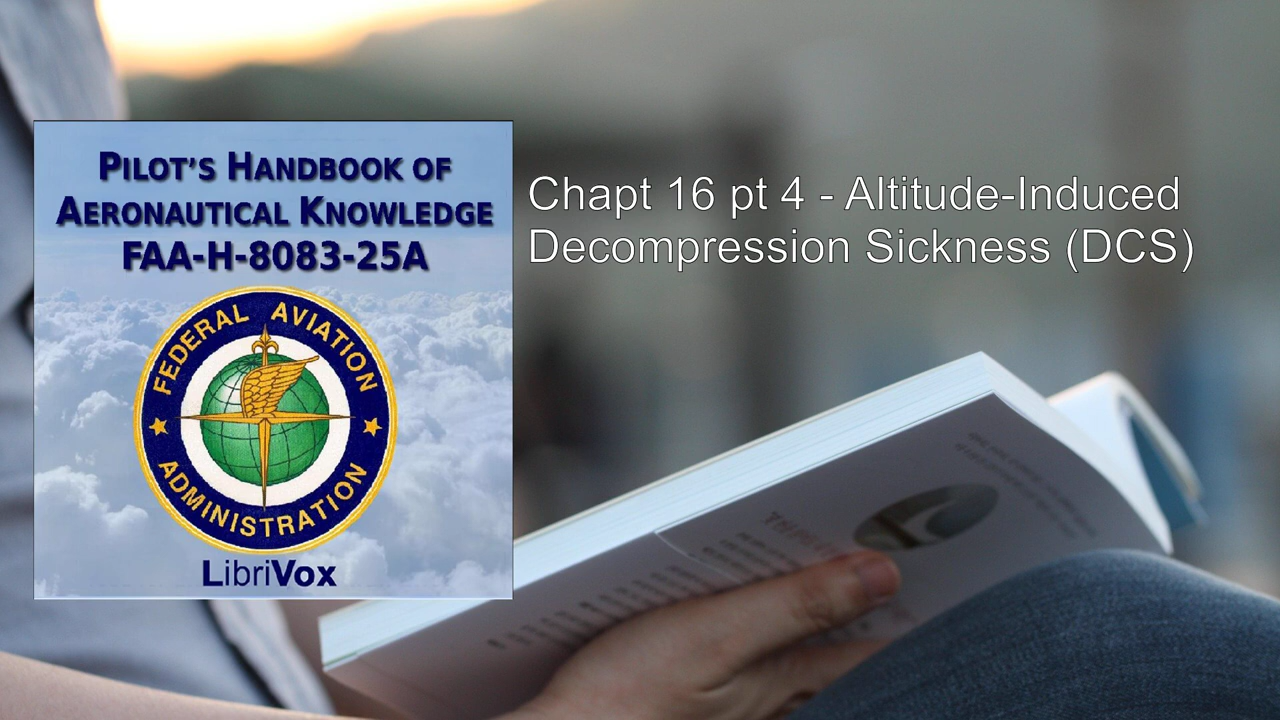 PILOT'S HANDBOOK OF
AERONAUTICAL KNOWLEDGE
FAA-H-8083-25A
FEDERAL AVIATION
ADMINISTRATION
LibriVox
Chapt 16 pt 4 - Altitude-Induced
Decompression Sickness (DCS)